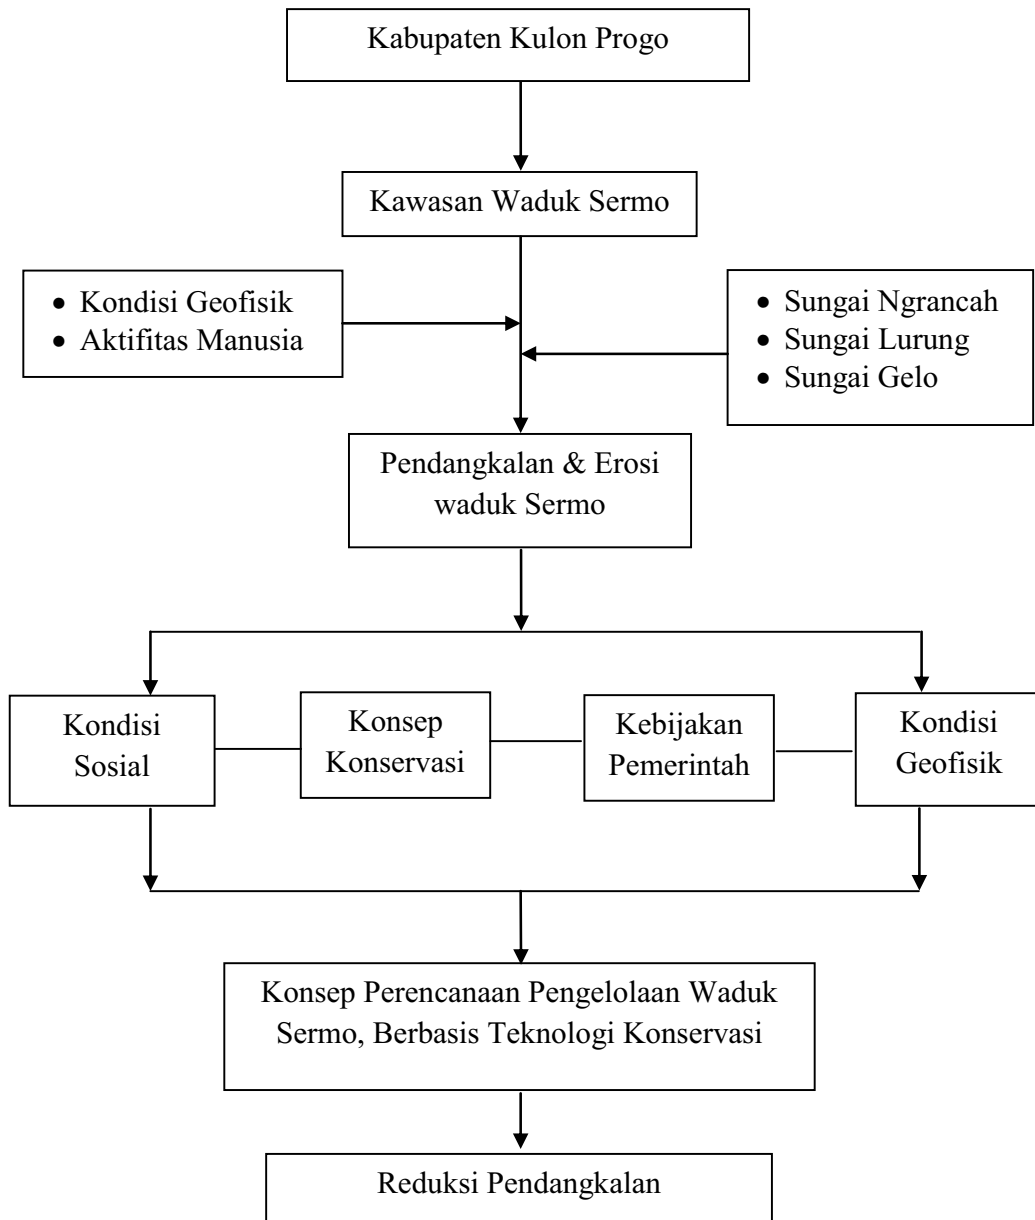 Kabupaten Kulon Progo
Kawasan Waduk Sermo
• Kondisi Geofisik
• Aktifitas Manusia
• Sungai Ngrancah
• Sungai Lurung
• Sungai Gelo
Pendangkalan & Erosi
waduk Sermo
Kondisi
Sosial
Konsep
Konservasi
Kebijakan
Pemerintah
Kondisi
Geofisik
Konsep Perencanaan Pengelolaan Waduk
Sermo, Berbasis Teknologi Konservasi
Reduksi Pendangkalan